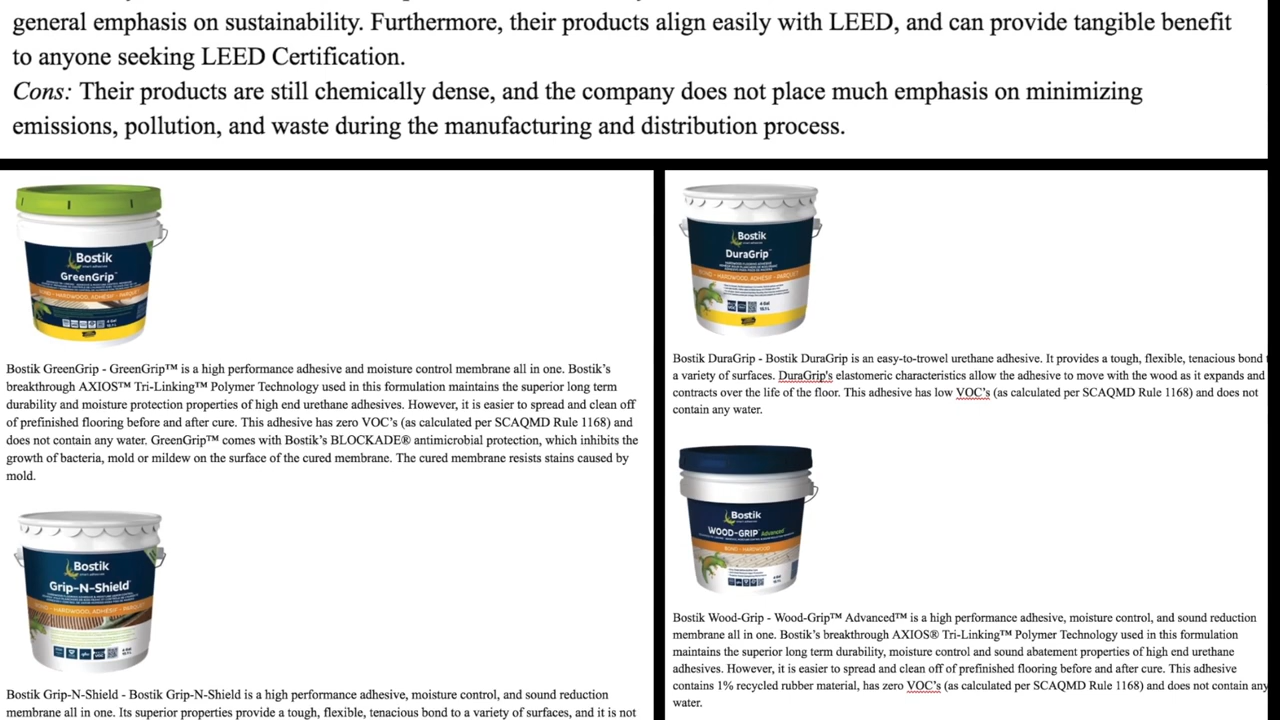 general emphasis on sustainability. Furthermore, their products align easily with LEED, and can provide tangible benefit
to anyone seeking LEED Certification.
Cons: Their products are still chemically dense, and the company does not place much emphasis on minimizing
emissions, pollution, and waste during the manufacturing and distribution process.
Bostik
GreenGrip™
BOND - HARDWOOD, ADHÉSIF - PARQUET
Bostik GreenGrip - GreenGrip™ is a high performance adhesive and moisture control membrane all in one. Bostik’s
breakthrough AXIOS™ Tri-Linking™ Polymer Technology used in this formulation maintains the superior long term
durability and moisture protection properties of high end urethane adhesives. However, it is easier to spread and clean off
of prefinished flooring before and after cure. This adhesive has zero VOC’s (as calculated per SCAQMD Rule 1168) and
does not contain any water. GreenGrip™ comes with Bostik’s BLOCKADE® antimicrobial protection, which inhibits the
growth of bacteria, mold or mildew on the surface of the cured membrane. The cured membrane resists stains caused by
mold.
Bostik
Grip-N-Shield
BOND - HARDWOOD, ADHÉSIF - PARQUET
Bostik Grip-N-Shield - Bostik Grip-N-Shield is a high performance adhesive, moisture control, and sound reduction
membrane all in one. Its superior properties provide a tough, flexible, tenacious bond to a variety of surfaces, and it is not
Bostik
DuraGrip™
BOND - HARDWOOD, ADHÉSIF - PARQUET
Bostik DuraGrip - Bostik DuraGrip is an easy-to-trowel urethane adhesive. It provides a tough, flexible, tenacious bond
a variety of surfaces. DuraGrip's elastomeric characteristics allow the adhesive to move with the wood as it expands and
contracts over the life of the floor. This adhesive has low VOC’s (as calculated per SCAQMD Rule 1168) and does not
contain any water.
Bostik
WOOD-GRIP Advanced
BOND - HARDWOOD
Bostik Wood-Grip - Wood-Grip™ Advanced™ is a high performance adhesive, moisture control, and sound reduction
membrane all in one. Bostik’s breakthrough AXIOS® Tri-Linking™ Polymer Technology used in this formulation
maintains the superior long term durability, moisture control and sound abatement properties of high end urethane
adhesives. However, it is easier to spread and clean off of prefinished flooring before and after cure. This adhesive
contains 1% recycled rubber material, has zero VOC’s (as calculated per SCAQMD Rule 1168) and does not contain any
water.